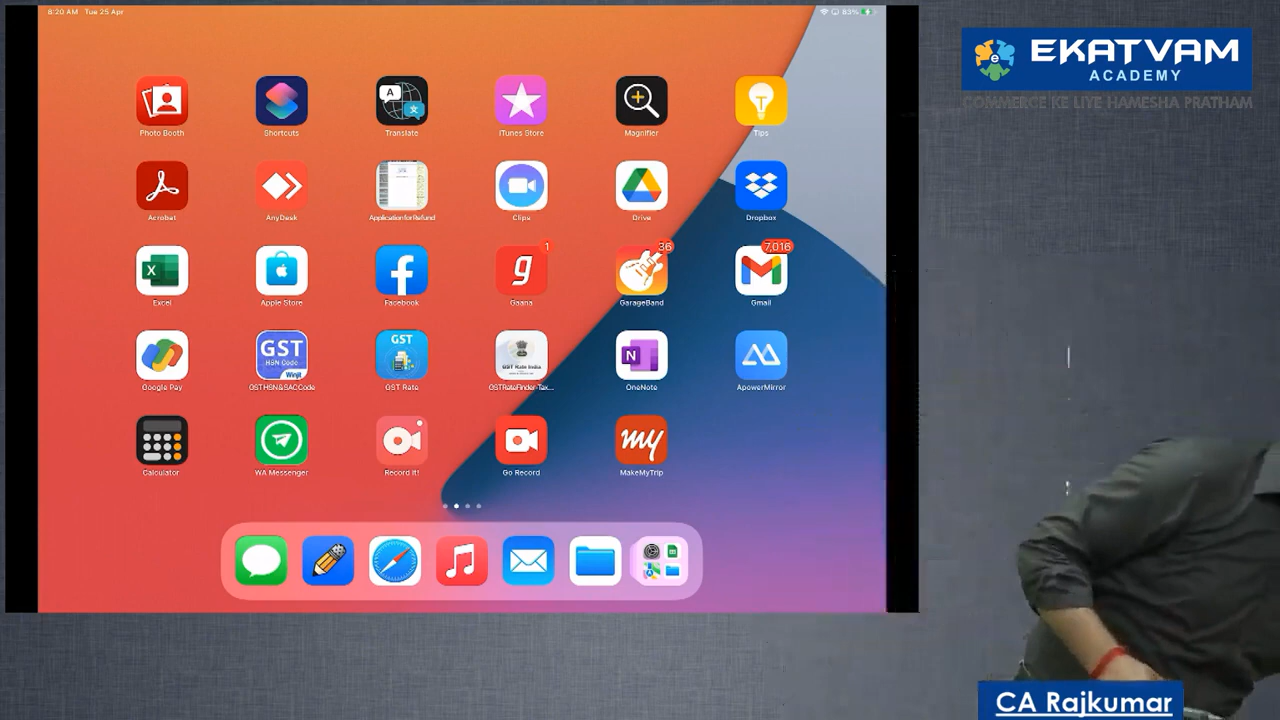 8:20 AM Tue 25 Apr
83%
EKATVAM
ACADEMY
COMMERCE KE LIYE HAMESHA PRATHAM
Photo Booth
Shortcuts
Translate
iTunes Store
Magnifier
Tips
Acrobat
AnyDesk
ApplicationforRefund
Clips
Drive
Dropbox
1
36
7,016
Excel
Apple Store
Facebook
Gaana
GarageBand
Gmail
GST
HSN Code
Winjit
GST
GST Rate India
Google Pay
GSTHSN&SACCode
GST Rate
GSTRateFinder-Tax...
OneNote
ApowerMirror
my
Calculator
WA Messenger
Record it!
Go Record
MakeMyTrip
CA Rajkumar